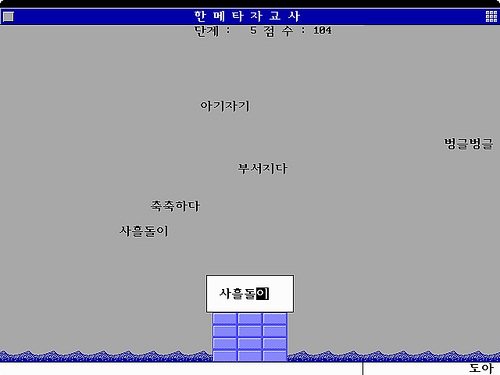 한메타자교사
단계 : 5 점수 : 104
아기자기
벙글벙글
부서지다
축축하다
사흘돌이
사흘돌이
도아